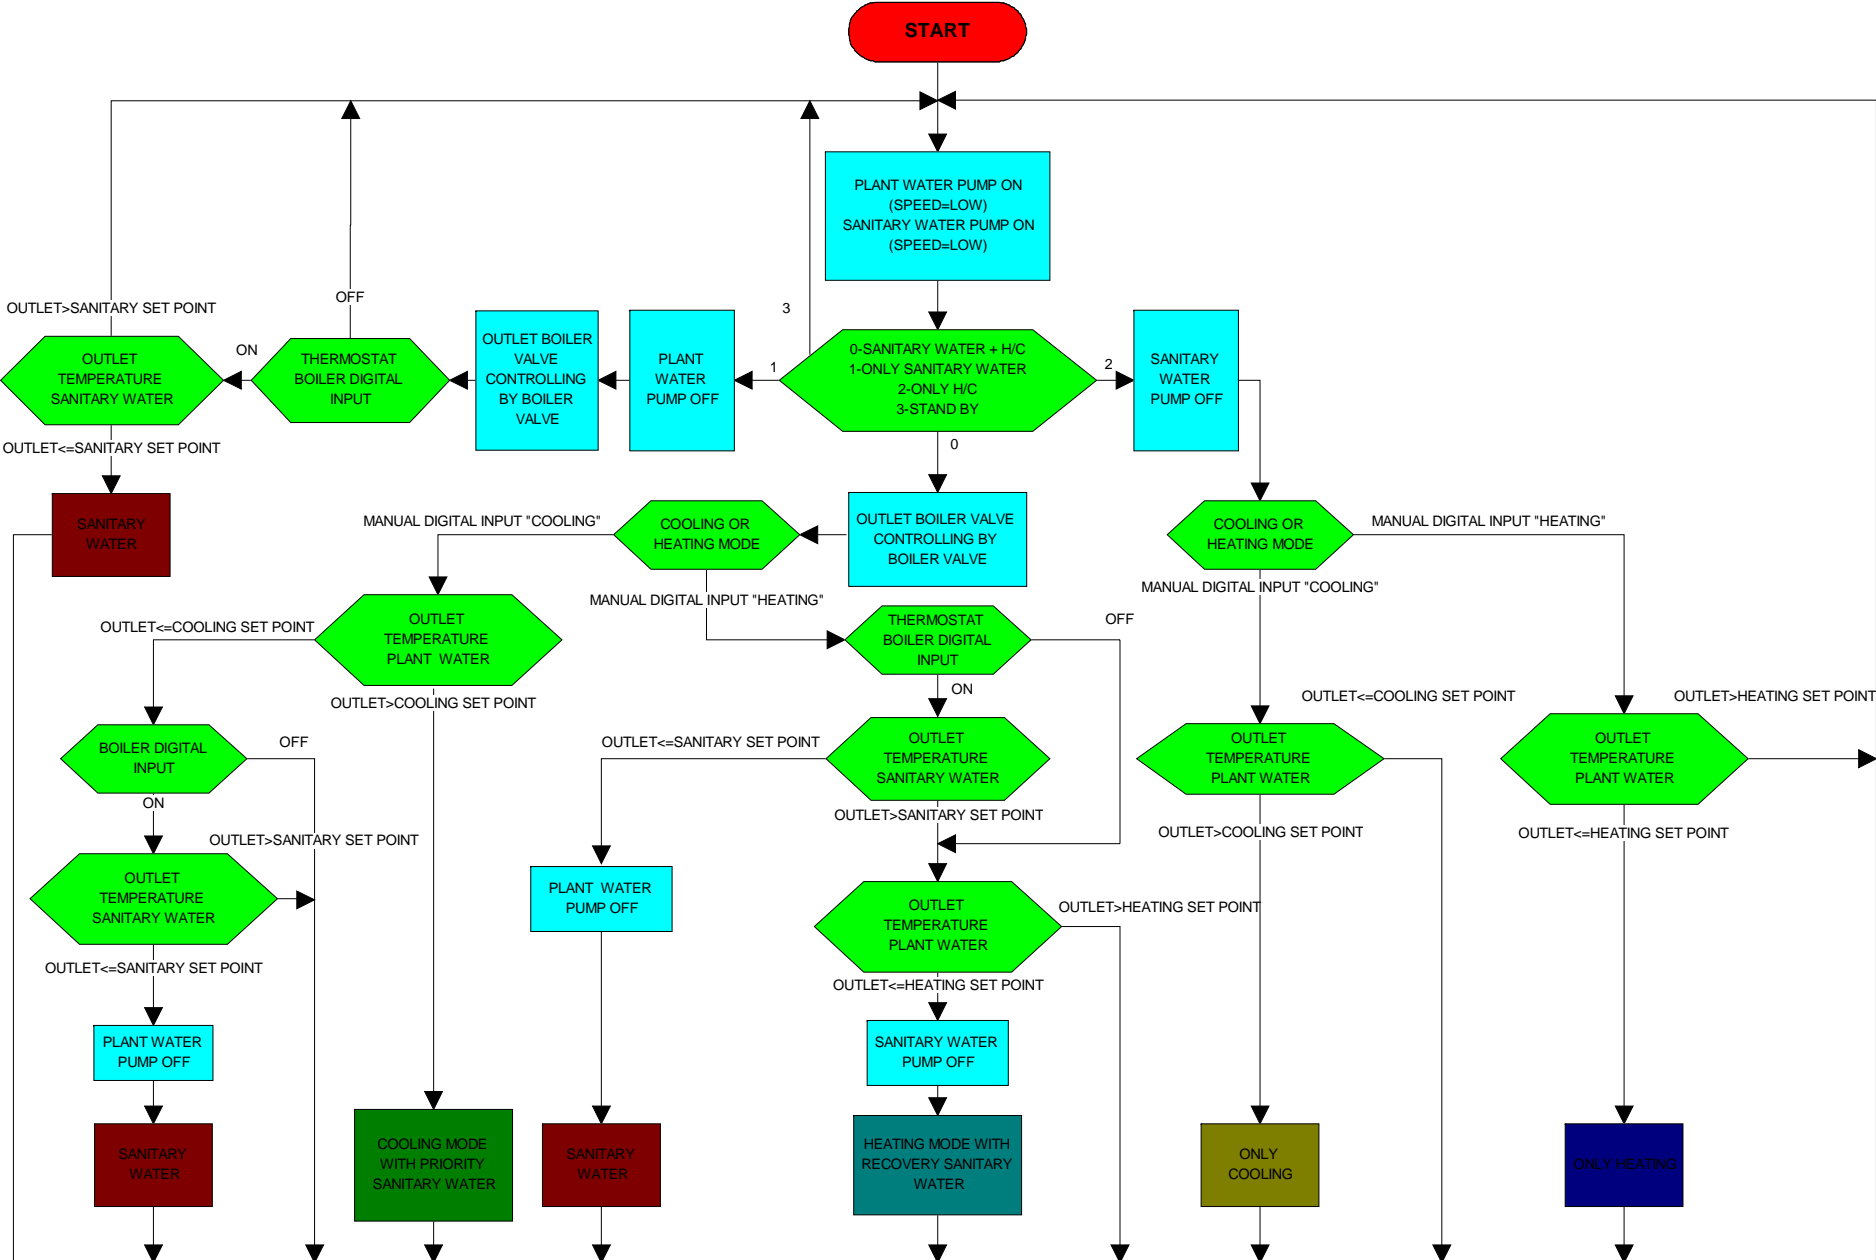 START
PLANT WATER PUMP ON
(SPEED=LOW)
SANITARY WATER PUMP ON
(SPEED=LOW)
OUTLET>SANITARY SET POINT
OFF
3
OUTLET
TEMPERATURE
SANITARY WATER
ON
THERMOSTAT
BOILER DIGITAL
INPUT
OUTLET BOILER
VALVE
CONTROLLING
BY BOILER
VALVE
PLANT
WATER
PUMP OFF
1
0-SANITARY WATER + H/C
1-ONLY SANITARY WATER
2-ONLY H/C
3-STAND BY
2
SANITARY
WATER
PUMP OFF
0
OUTLET<=SANITARY SET POINT
SANITARY
WATER
MANUAL DIGITAL INPUT "COOLING"
COOLING OR
HEATING MODE
OUTLET BOILER VALVE
CONTROLLING BY
BOILER VALVE
COOLING OR
HEATING MODE
MANUAL DIGITAL INPUT "HEATING"
MANUAL DIGITAL INPUT "HEATING"
MANUAL DIGITAL INPUT "COOLING"
OUTLET<=COOLING SET POINT
OUTLET
TEMPERATURE
PLANT WATER
THERMOSTAT
BOILER DIGITAL
INPUT
OFF
OUTLET>COOLING SET POINT
ON
OUTLET<=COOLING SET POINT
OUTLET>HEATING SET POINT
BOILER DIGITAL
INPUT
OFF
OUTLET<=SANITARY SET POINT
OUTLET
TEMPERATURE
SANITARY WATER
OUTLET
TEMPERATURE
PLANT WATER
OUTLET
TEMPERATURE
PLANT WATER
ON
OUTLET>SANITARY SET POINT
OUTLET>SANITARY SET POINT
OUTLET>COOLING SET POINT
OUTLET<=HEATING SET POINT
OUTLET
TEMPERATURE
SANITARY WATER
PLANT WATER
PUMP OFF
OUTLET
TEMPERATURE
PLANT WATER
OUTLET>HEATING SET POINT
OUTLET<=SANITARY SET POINT
OUTLET<=HEATING SET POINT
PLANT WATER
PUMP OFF
SANITARY WATER
PUMP OFF
SANITARY
WATER
COOLING MODE
WITH PRIORITY
SANITARY WATER
SANITARY
WATER
HEATING MODE WITH
RECOVERY SANITARY
WATER
ONLY
COOLING
ONLY HEATING